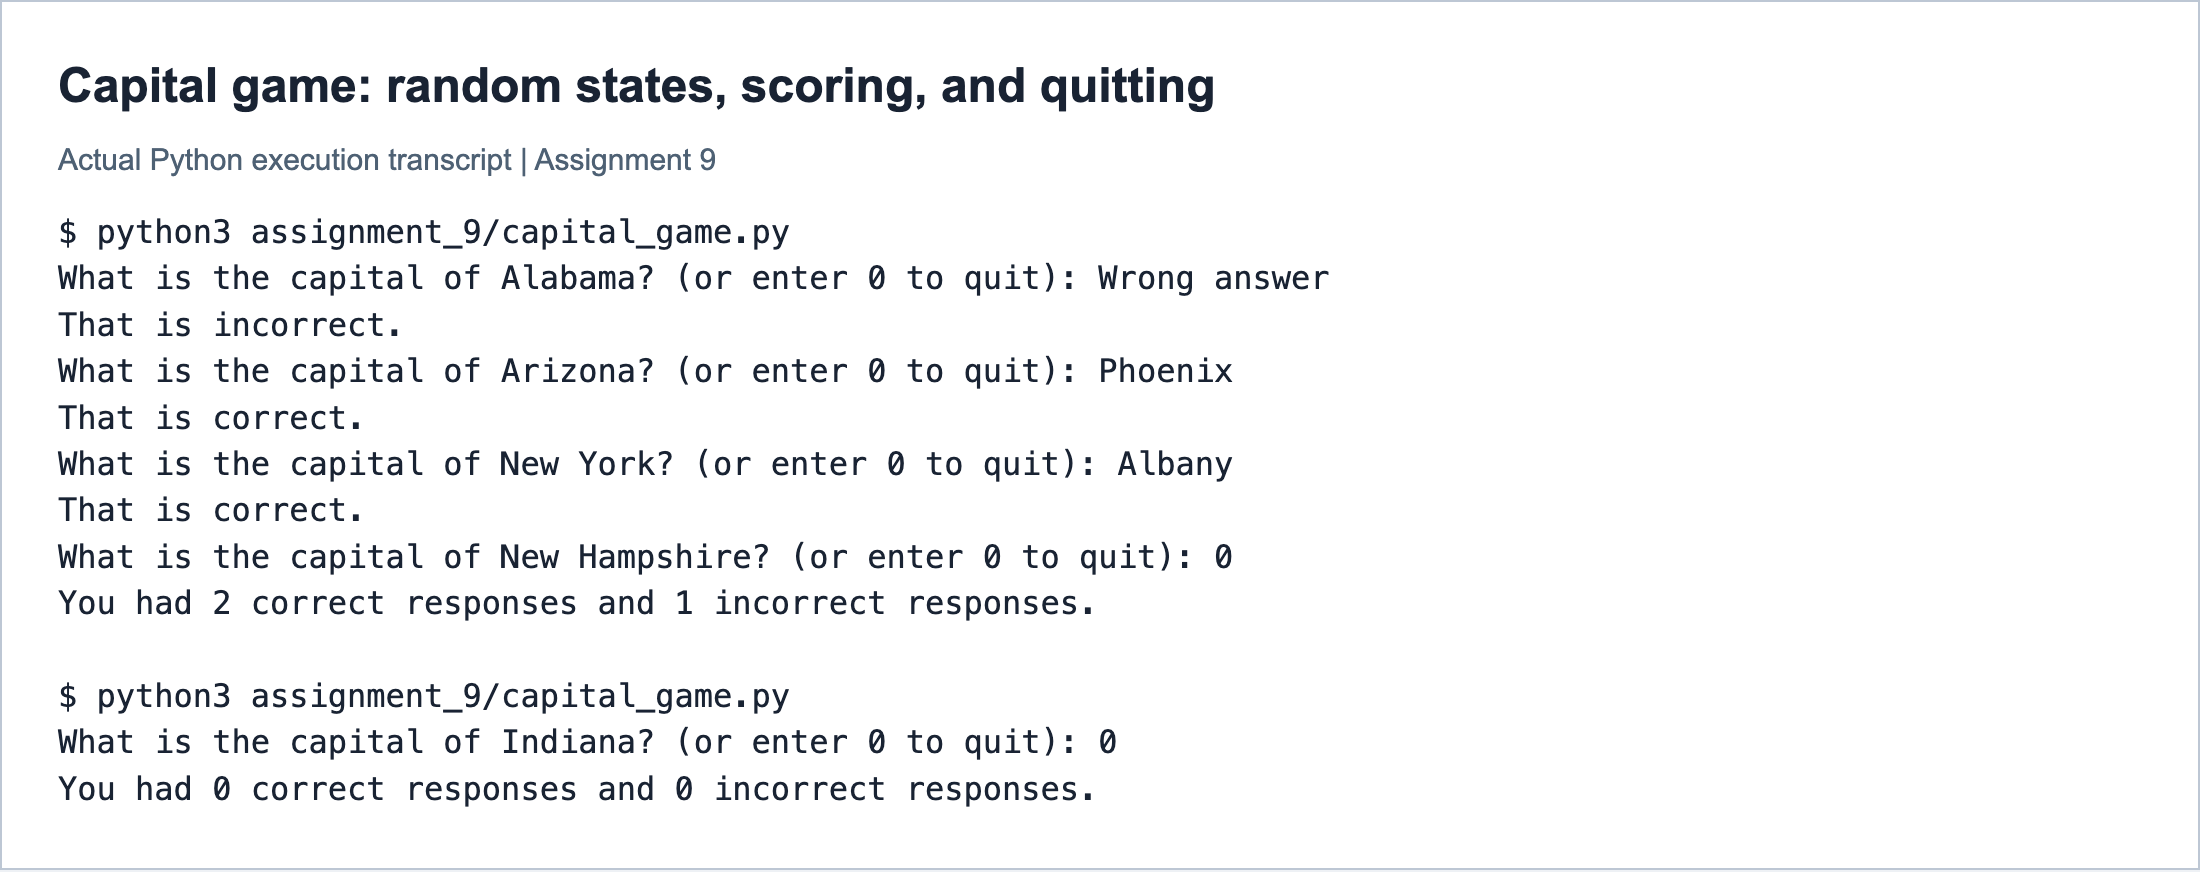 Capital game: random states, scoring, and quitting
Actual Python execution transcript | Assignment 9
$ python3 assignment_9/capital_game.py
What is the capital of Alabama? (or enter 0 to quit): Wrong answer
That is incorrect.
What is the capital of Arizona? (or enter 0 to quit): Phoenix
That is correct.
What is the capital of New York? (or enter 0 to quit): Albany
That is correct.
What is the capital of New Hampshire? (or enter 0 to quit): 0
You had 2 correct responses and 1 incorrect responses.
$ python3 assignment_9/capital_game.py
What is the capital of Indiana? (or enter 0 to quit): 0
You had 0 correct responses and 0 incorrect responses.